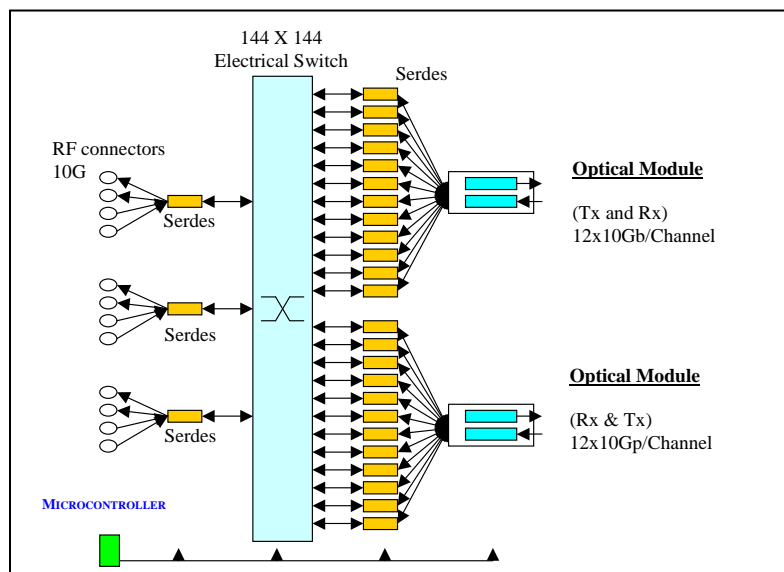 144 X 144
Electrical Switch
Serdes
RF connectors
10G
Serdes
Optical Module
(Tx and Rx)
12x10Gb/Channel
Serdes
Optical Module
(Rx & Tx)
12x10Gp/Channel
Serdes
MICROCONTROLLER